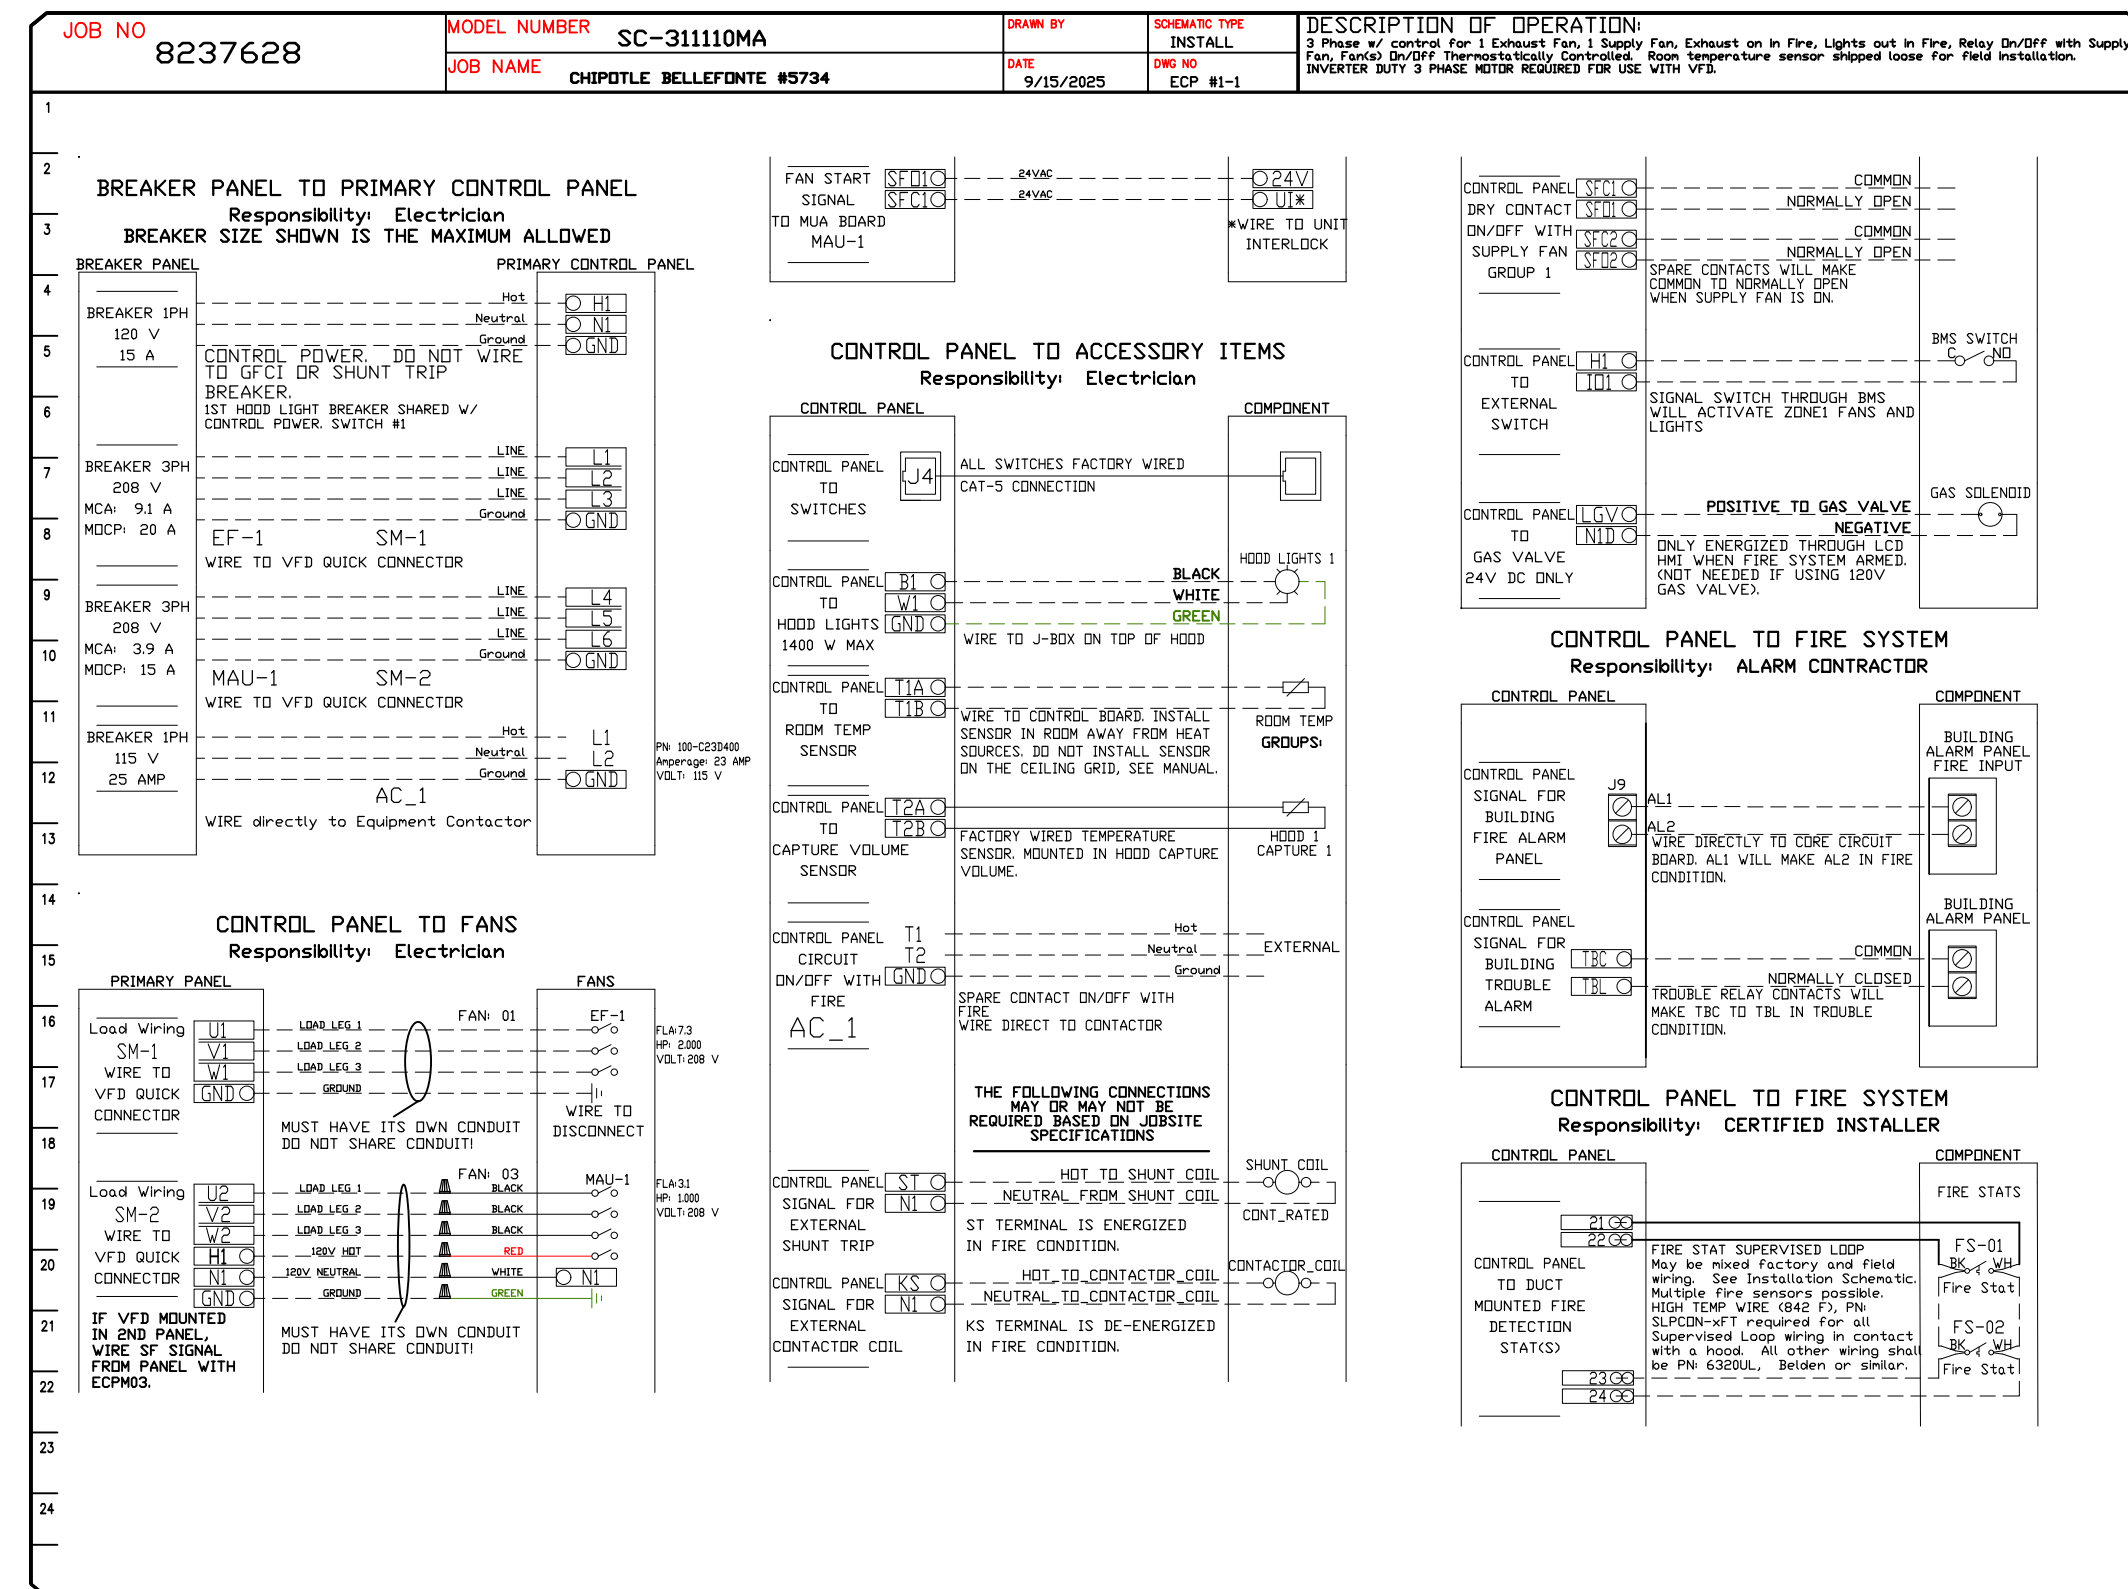 JOB NO
8237628
MODEL NUMBER
SC-311110MA
JOB NAME
CHIPOTLE BELLEFONTE #5734
DRAWN BY
DATE
9/15/2025
SCHEMATIC TYPE
INSTALL
DWG NO
ECP #1-1
DESCRIPTION OF OPERATION:
3 Phase w/ control for 1 Exhaust Fan, 1 Supply Fan, Exhaust on in Fire, Lights out in Fire, Relay On/Off with Supply
Fan, Fan(s) On/Off Thermostatically Controlled. Room temperature sensor shipped loose for field installation.
INVERTER DUTY 3 PHASE MOTOR REQUIRED FOR USE WITH VFD.
1
2
3
4
5
6
7
8
9
10
11
12
13
14
15
16
17
18
19
20
21
22
23
24
BREAKER PANEL TO PRIMARY CONTROL PANEL
Responsibility: Electrician
BREAKER SIZE SHOWN IS THE MAXIMUM ALLOWED
BREAKER PANEL
PRIMARY CONTROL PANEL
BREAKER 1PH
120 V
15 A
Hot
H1
Neutral
N1
Ground
GND
CONTROL POWER. DO NOT WIRE
TO GFCI OR SHUNT TRIP
BREAKER.
1ST HOOD LIGHT BREAKER SHARED W/
CONTROL POWER. SWITCH #1
BREAKER 3PH
208 V
MCA: 9.1 A
MOCP: 20 A
LINE
L1
LINE
L2
LINE
L3
Ground
GND
EF-1
SM-1
WIRE TO VFD QUICK CONNECTOR
BREAKER 3PH
208 V
MCA: 3.9 A
MOCP: 15 A
LINE
L4
LINE
L5
LINE
L6
Ground
GND
MAU-1
SM-2
WIRE TO VFD QUICK CONNECTOR
BREAKER 1PH
115 V
25 AMP
Hot
L1
Neutral
L2
Ground
GND
PN: 100-C23D400
Amperage: 23 AMP
VOLT: 115 V
AC_1
WIRE directly to Equipment Contactor
CONTROL PANEL TO FANS
Responsibility: Electrician
PRIMARY PANEL
FANS
Load Wiring
SM-1
WIRE TO
VFD QUICK
CONNECTOR
U1
V1
W1
GND
LOAD LEG 1
LOAD LEG 2
LOAD LEG 3
GROUND
FAN: 01
EF-1
FLA:7.3
HP: 2.000
VOLT: 208 V
WIRE TO
DISCONNECT
MUST HAVE ITS OWN CONDUIT
DO NOT SHARE CONDUIT!
Load Wiring
SM-2
WIRE TO
VFD QUICK
CONNECTOR
U2
V2
W2
H1
N1
GND
LOAD LEG 1
LOAD LEG 2
LOAD LEG 3
120V HOT
120V NEUTRAL
GROUND
FAN: 03
BLACK
BLACK
BLACK
RED
WHITE
GREEN
MAU-1
N1
FLA:3.1
HP: 1.000
VOLT: 208 V
IF VFD MOUNTED
IN 2ND PANEL,
WIRE SF SIGNAL
FROM PANEL WITH
ECPM03.
MUST HAVE ITS OWN CONDUIT
DO NOT SHARE CONDUIT!
FAN START
SIGNAL
TO MUA BOARD
MAU-1
SFO1
SFC1
24VAC
24VAC
24V
UI*
*WIRE TO UNIT
INTERLOCK
CONTROL PANEL TO ACCESSORY ITEMS
Responsibility: Electrician
CONTROL PANEL
COMPONENT
CONTROL PANEL
TO
SWITCHES
J4
ALL SWITCHES FACTORY WIRED
CAT-5 CONNECTION
CONTROL PANEL
TO
HOOD LIGHTS
1400 W MAX
B1
W1
GND
BLACK
WHITE
GREEN
HOOD LIGHTS 1
WIRE TO J-BOX ON TOP OF HOOD
CONTROL PANEL
TO
ROOM TEMP
SENSOR
T1A
T1B
WIRE TO CONTROL BOARD. INSTALL
SENSOR IN ROOM AWAY FROM HEAT
SOURCES. DO NOT INSTALL SENSOR
ON THE CEILING GRID, SEE MANUAL.
ROOM TEMP
GROUPS:
CONTROL PANEL
TO
CAPTURE VOLUME
SENSOR
T2A
T2B
FACTORY WIRED TEMPERATURE
SENSOR. MOUNTED IN HOOD CAPTURE
VOLUME.
HOOD 1
CAPTURE 1
CONTROL PANEL
CIRCUIT
ON/OFF WITH
FIRE
AC_1
T1
T2
GND
Hot
Neutral
Ground
EXTERNAL
SPARE CONTACT ON/OFF WITH
FIRE
WIRE DIRECT TO CONTACTOR
THE FOLLOWING CONNECTIONS
MAY OR MAY NOT BE
REQUIRED BASED ON JOBSITE
SPECIFICATIONS
CONTROL PANEL
SIGNAL FOR
EXTERNAL
SHUNT TRIP
ST
N1
HOT TO SHUNT COIL
NEUTRAL FROM SHUNT COIL
SHUNT COIL
CONT_RATED
ST TERMINAL IS ENERGIZED
IN FIRE CONDITION.
CONTROL PANEL
SIGNAL FOR
EXTERNAL
CONTACTOR COIL
KS
N1
HOT_TO_CONTACTOR_COIL
NEUTRAL_TO_CONTACTOR_COIL
CONTACTOR_COIL
KS TERMINAL IS DE-ENERGIZED
IN FIRE CONDITION.
CONTROL PANEL
DRY CONTACT
ON/OFF WITH
SUPPLY FAN
GROUP 1
SFC1
SFO1
SFC2
SFO2
COMMON
NORMALLY OPEN
COMMON
NORMALLY OPEN
SPARE CONTACTS WILL MAKE
COMMON TO NORMALLY OPEN
WHEN SUPPLY FAN IS ON.
CONTROL PANEL
TO
EXTERNAL
SWITCH
H1
IO1
BMS SWITCH
C
NO
SIGNAL SWITCH THROUGH BMS
WILL ACTIVATE ZONE1 FANS AND
LIGHTS
CONTROL PANEL
TO
GAS VALVE
24V DC ONLY
LGV
N1D
POSITIVE TO GAS VALVE
NEGATIVE
GAS SOLENOID
ONLY ENERGIZED THROUGH LCD
HMI WHEN FIRE SYSTEM ARMED.
(NOT NEEDED IF USING 120V
GAS VALVE).
CONTROL PANEL TO FIRE SYSTEM
Responsibility: ALARM CONTRACTOR
CONTROL PANEL
COMPONENT
CONTROL PANEL
SIGNAL FOR
BUILDING
FIRE ALARM
PANEL
J9
AL1
AL2
BUILDING
ALARM PANEL
FIRE INPUT
WIRE DIRECTLY TO CORE CIRCUIT
BOARD. AL1 WILL MAKE AL2 IN FIRE
CONDITION.
CONTROL PANEL
SIGNAL FOR
BUILDING
TROUBLE
ALARM
TBC
TBL
COMMON
NORMALLY CLOSED
BUILDING
ALARM PANEL
TROUBLE RELAY CONTACTS WILL
MAKE TBC TO TBL IN TROUBLE
CONDITION.
CONTROL PANEL TO FIRE SYSTEM
Responsibility: CERTIFIED INSTALLER
CONTROL PANEL
COMPONENT
FIRE STATS
21
22
CONTROL PANEL
TO DUCT
MOUNTED FIRE
DETECTION
STAT(S)
FIRE STAT SUPERVISED LOOP
May be mixed factory and field
wiring. See Installation Schematic.
Multiple fire sensors possible.
HIGH TEMP WIRE (842 F), PN:
SLPCON-xFT required for all
Supervised Loop wiring in contact
with a hood. All other wiring shall
be PN: 6320UL, Belden or similar.
FS-01
BK
WH
Fire Stat
FS-02
BK
WH
Fire Stat
23
24